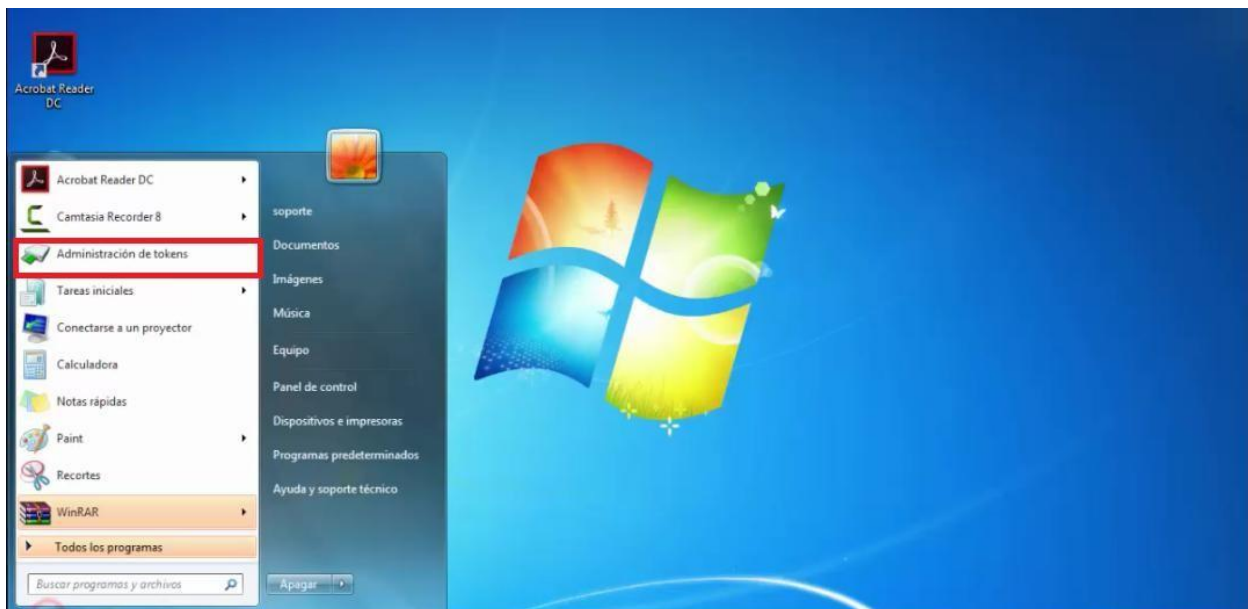 Acrobat Reader
DC
Acrobat Reader DC
Camtasia Recorder 8
Administración de tokens
Tareas iniciales
Conectarse a un proyector
Calculadora
Notas rápidas
Paint
Recortes
WinRAR
Todos los programas
Buscar programas y archivos
soporte
Documentos
Imágenes
Música
Equipo
Panel de control
Dispositivos e impresoras
Programas predeterminados
Ayuda y soporte técnico
Apagar